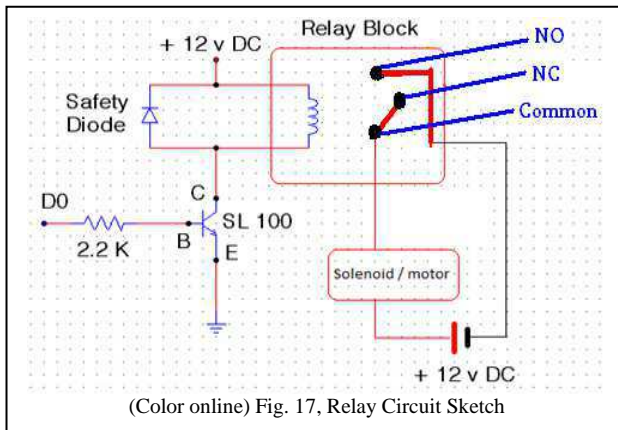 Relay Block
NO
+ 12 v DC
NC
Safety
Diode
Common
C
D0
SL 100
B
E
2.2 K
Solenoid / motor
+ 12 v DC
(Color online) Fig. 17, Relay Circuit Sketch